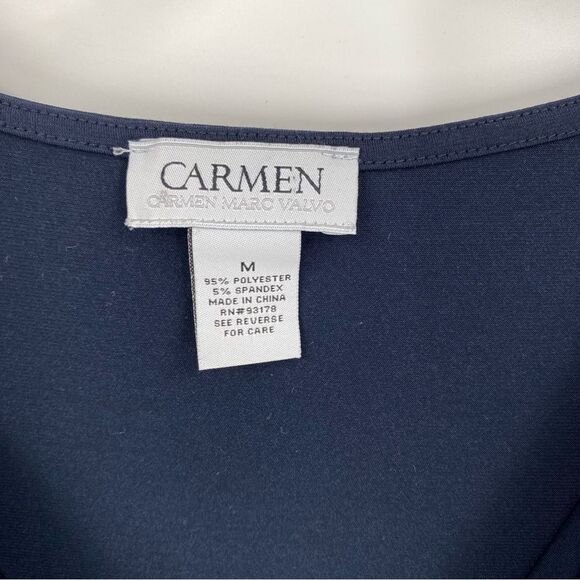 CARMEN
CARMEN MARC VALVO
M
95% POLYESTER
5% SPANDEX
MADE IN CHINA
RN#93178
SEE REVERSE
FOR CARE